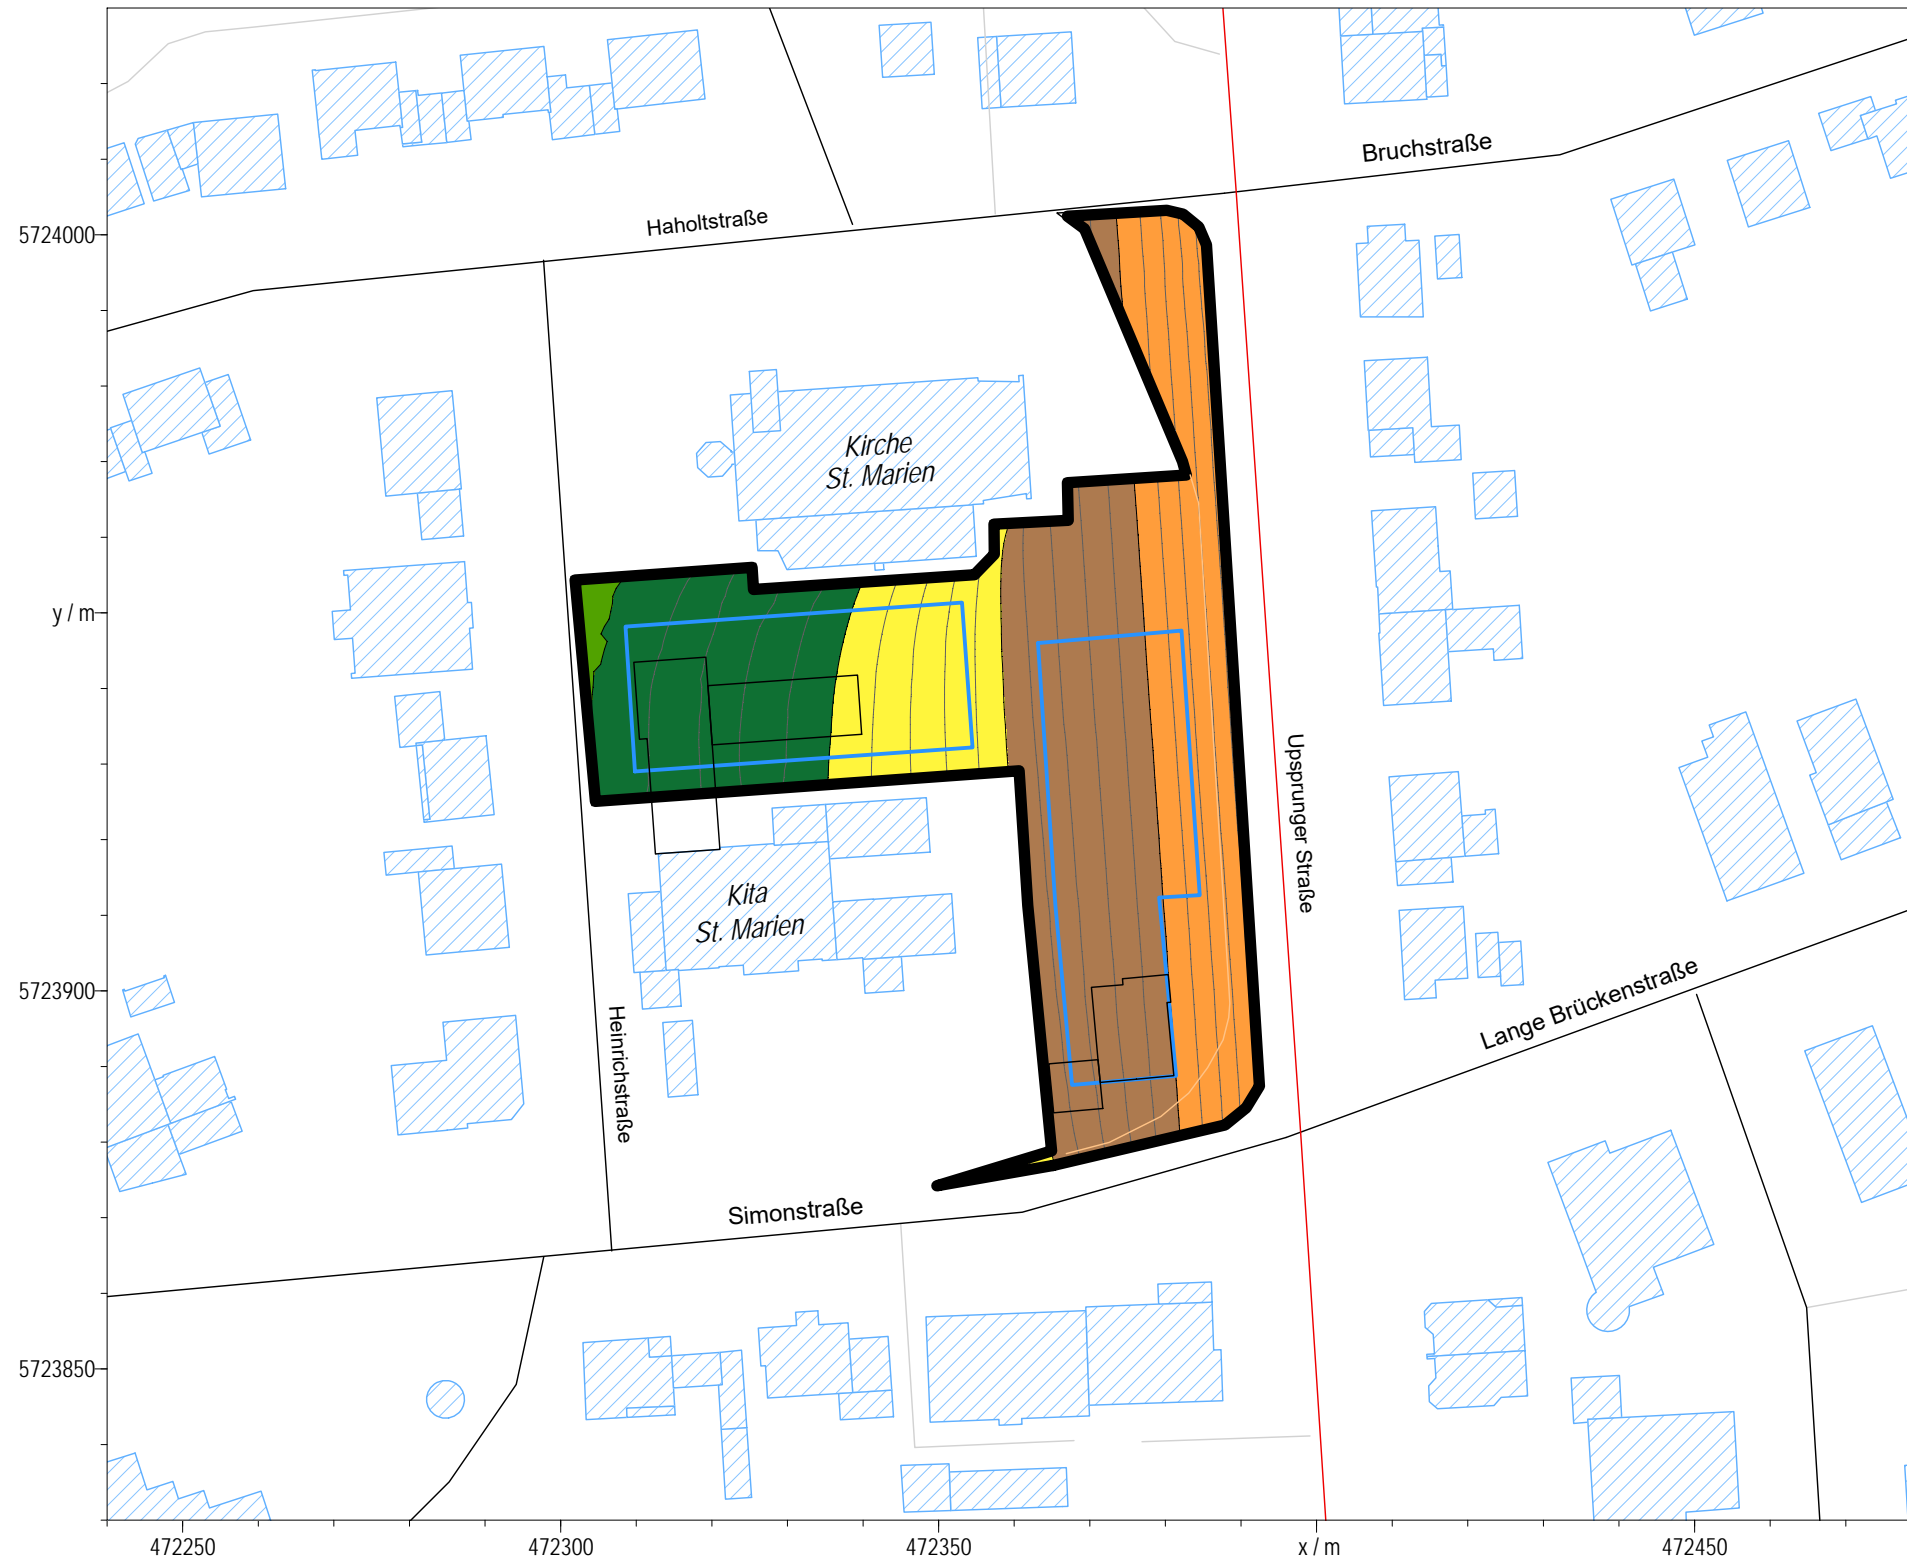 Bruchstraße
Haholtstraße
5724000
Kirche
St. Marien
y / m
Upsprunger Straße
Kita
St. Marien
Lange Brückenstraße
5723900
Heinrichstraße
Simonstraße
5723850
472250
472300
472350
x / m
472450